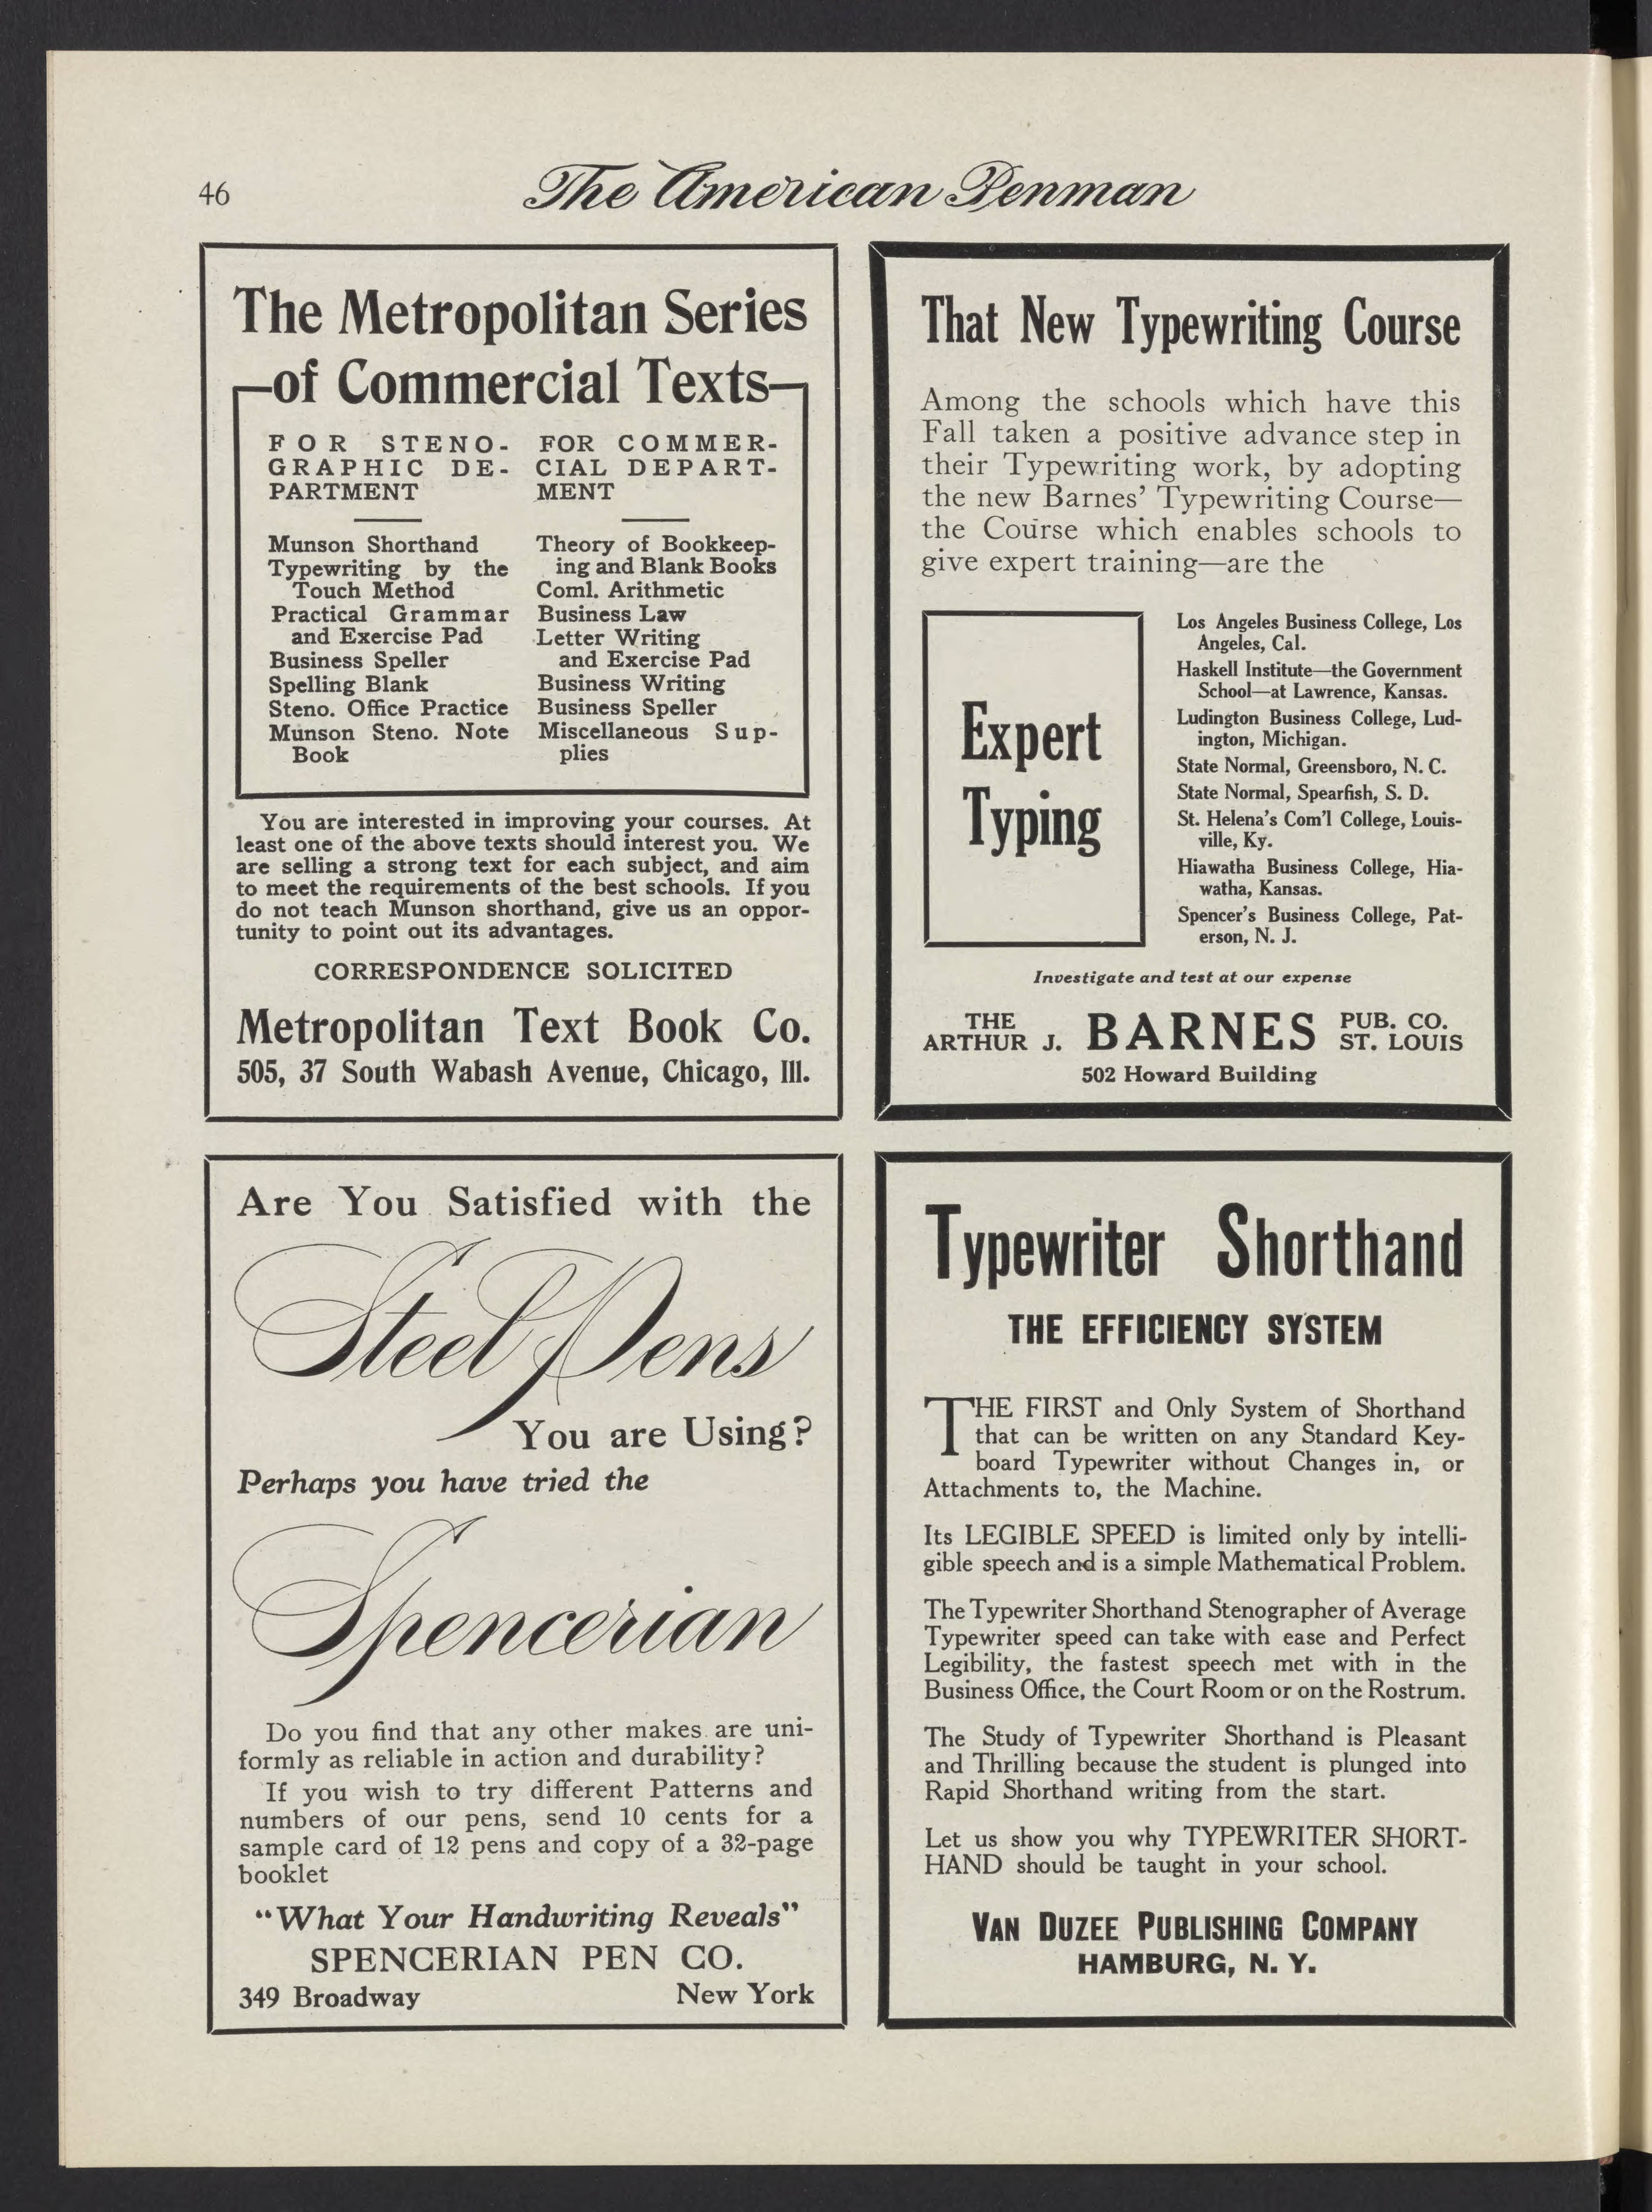 46
The American Penman
The Metropolitan Series
of Commercial Texts
FOR STENO-
GRAPHIC DE-
PARTMENT
Munson Shorthand
Typewriting by the
Touch Method
Practical Grammar
and Exercise Pad
Business Speller
Spelling Blank
Steno. Office Practice
Munson Steno. Note
Book
FOR COMMER-
CIAL DEPART-
MENT
Theory of Bookkeep-
ing and Blank Books
Coml. Arithmetic
Business Law
Letter Writing
and Exercise Pad
Business Writing
Business Speller
Miscellaneous Sup-
plies
You are interested in improving your courses. At
least one of the above texts should interest you. We
are selling a strong text for each subject, and aim
to meet the requirements of the best schools. If you
do not teach Munson shorthand, give us an oppor-
tunity to point out its advantages.
CORRESPONDENCE SOLICITED
Metropolitan Text Book Co.
505, 37 South Wabash Avenue, Chicago, Ill.
That New Typewriting Course
Among the schools which have this
Fall taken a positive advance step in
their Typewriting work, by adopting
the new Barnes' Typewriting Course—
the Course which enables schools to
give expert training—are the
Expert
Typing
Los Angeles Business College, Los
Angeles, Cal.
Haskell Institute—the Government
School—at Lawrence, Kansas.
Ludington Business College, Lud-
ington, Michigan.
State Normal, Greensboro, N. C.
State Normal, Spearfish, S. D.
St. Helena's Com'l College, Louis-
ville, Ky.
Hiawatha Business College, Hia-
watha, Kansas.
Spencer's Business College, Pat-
erson, N. J.
Investigate and test at our expense
THE
ARTHUR J. BARNES PUB. CO.
ST. LOUIS
502 Howard Building
Are You Satisfied with the
Steel Pens
You are Using?
Perhaps you have tried the
Spencerian
Do you find that any other makes are uni-
formly as reliable in action and durability?
If you wish to try different Patterns and
numbers of our pens, send 10 cents for a
sample card of 12 pens and copy of a 32-page
booklet
"What Your Handwriting Reveals"
SPENCERIAN PEN CO.
349 Broadway New York
Typewriter Shorthand
THE EFFICIENCY SYSTEM
THE FIRST and Only System of Shorthand
that can be written on any Standard Key-
board Typewriter without Changes in, or
Attachments to, the Machine.
Its LEGIBLE SPEED is limited only by intelli-
gible speech and is a simple Mathematical Problem.
The Typewriter Shorthand Stenographer of Average
Typewriter speed can take with ease and Perfect
Legibility, the fastest speech met with in the
Business Office, the Court Room or on the Rostrum.
The Study of Typewriter Shorthand is Pleasant
and Thrilling because the student is plunged into
Rapid Shorthand writing from the start.
Let us show you why TYPEWRITER SHORT-
HAND should be taught in your school.
VAN DUZEE PUBLISHING COMPANY
HAMBURG, N. Y.